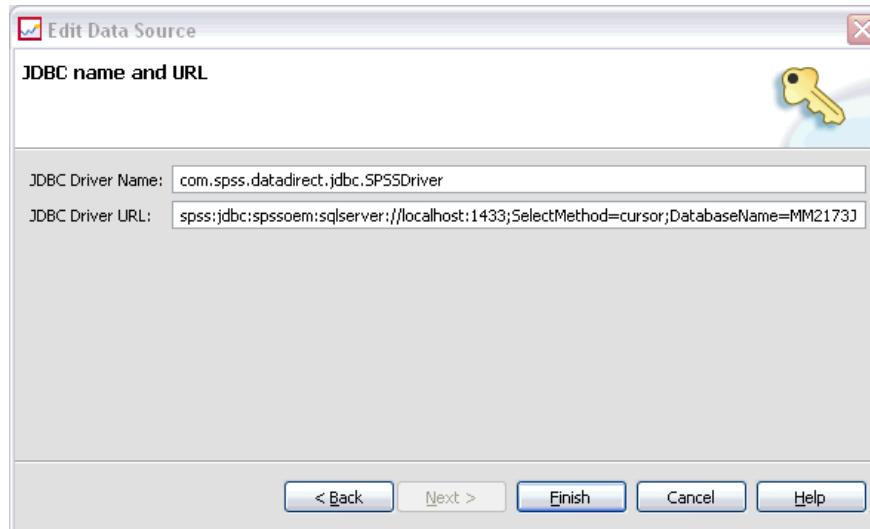 Edit Data Source
JDBC name and URL
JDBC Driver Name: com.spss.datadirect.jdbc.SPSSDriver
JDBC Driver URL: spss:jdbc:spssoem:sqlserver://localhost:1433;SelectMethod=cursor;DatabaseName=MM2173J
< Back Next > Finish Cancel Help